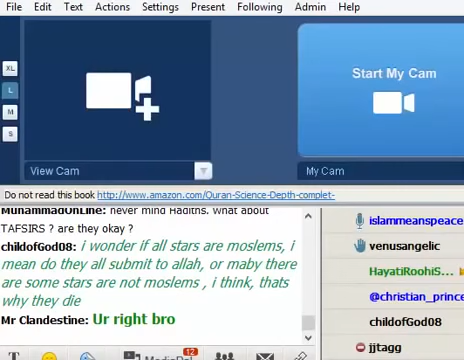 File Edit Text Actions Settings Present Following Admin Help
XL
L
M
S
Start My Cam
View Cam
My Cam
Do not read this book http://www.amazon.com/Quran-Science-Depth-complet-
MuhammadOnLine: never mind Hadiths. what about
TAFSIRS ? are they okay ?
childofGod08: i wonder if all stars are moslems, i
mean do they all submit to allah, or maby there
are some stars are not moslems , i think, thats
why they die
Mr Clandestine: Ur right bro
islammeanspeace
venusangelic
HayatiRoohiS...
@christian_prince
childofGod08
jjtagg
T
12